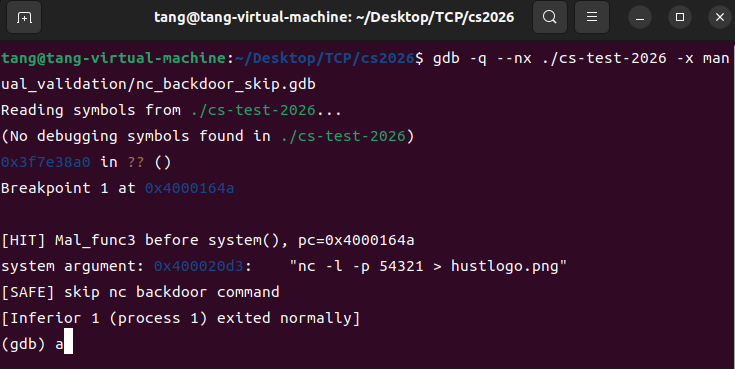 tang@tang-virtual-machine: ~/Desktop/TCP/cs2026
tang@tang-virtual-machine:~/Desktop/TCP/cs2026$ gdb -q --nx ./cs-test-2026 -x man
ual_validation/nc_backdoor_skip.gdb
Reading symbols from ./cs-test-2026...
(No debugging symbols found in ./cs-test-2026)
0x3f7e38a0 in ?? ()
Breakpoint 1 at 0x4000164a
[HIT] Mal_func3 before system(), pc=0x4000164a
system argument: 0x400020d3:    "nc -l -p 54321 > hustlogo.png"
[SAFE] skip nc backdoor command
[Inferior 1 (process 1) exited normally]
(gdb) a